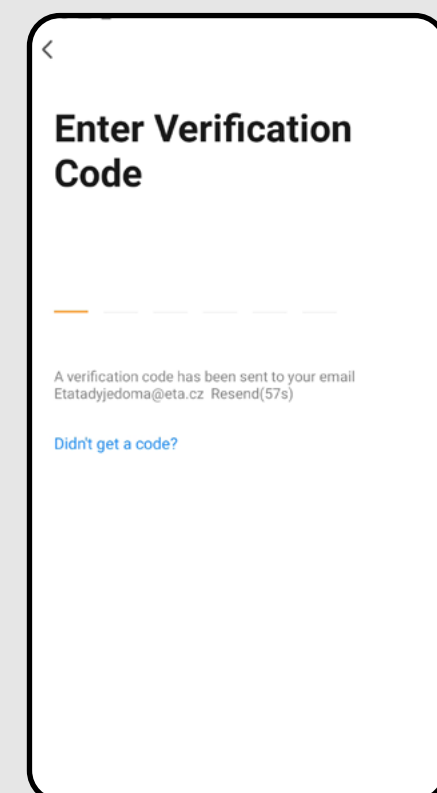 Enter Verification
Code
A verification code has been sent to your email
Etatadyjedoma@eta.cz Resend(57s)
Didn't get a code?